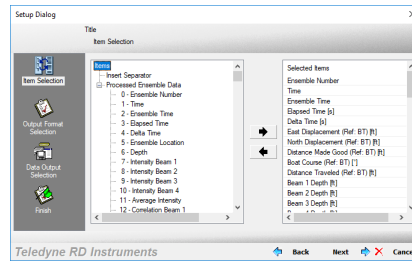 Setup Dialog
Title
Item Selection
Item Selection
Output Format
Selection
Data Output
Selection
Finish
Items
Insert Separator
Processed Ensemble Data
0 - Ensemble Number
1 - Time
2 - Ensemble Time
3 - Elapsed Time
4 - Delta Time
5 - Ensemble Location
6 - Depth
7 - Intensity Beam 1
8 - Intensity Beam 2
9 - Intensity Beam 3
10 - Intensity Beam 4
11 - Average Intensity
12 - Correlation Beam 1
Selected Items
Ensemble Number
Time
Ensemble Time
Elapsed Time [s]
Delta Time [s]
East Displacement (Ref: BT) [ft]
North Displacement (Ref: BT) [ft]
Distance Made Good (Ref: BT) [ft]
Boat Course (Ref: BT) [°]
Distance Traveled (Ref: BT) [ft]
Beam 1 Depth [ft]
Beam 2 Depth [ft]
Beam 3 Depth [ft]
Teledyne RD Instruments
Back
Next
Cance